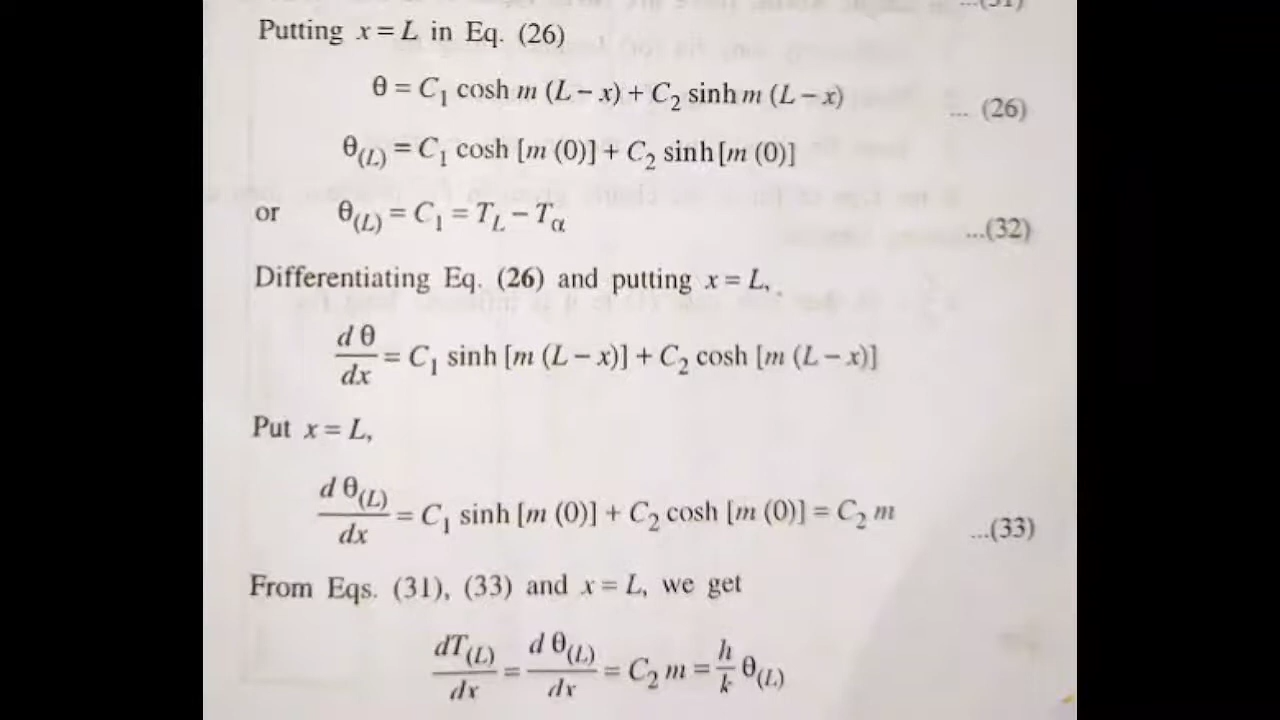 ...(31)
Putting x = L in Eq. (26)
θ = C₁ cosh m (L − x) + C₂ sinh m (L − x) ... (26)
θ(L) = C₁ cosh [m (0)] + C₂ sinh [m (0)]
or θ(L) = C₁ = T_L − T_α ...(32)
Differentiating Eq. (26) and putting x = L,
dθ/dx = C₁ sinh [m (L − x)] + C₂ cosh [m (L − x)]
Put x = L,
dθ(L)/dx = C₁ sinh [m (0)] + C₂ cosh [m (0)] = C₂ m ...(33)
From Eqs. (31), (33) and x = L, we get
dT(L)/dx = dθ(L)/dx = C₂ m = h/k θ(L)